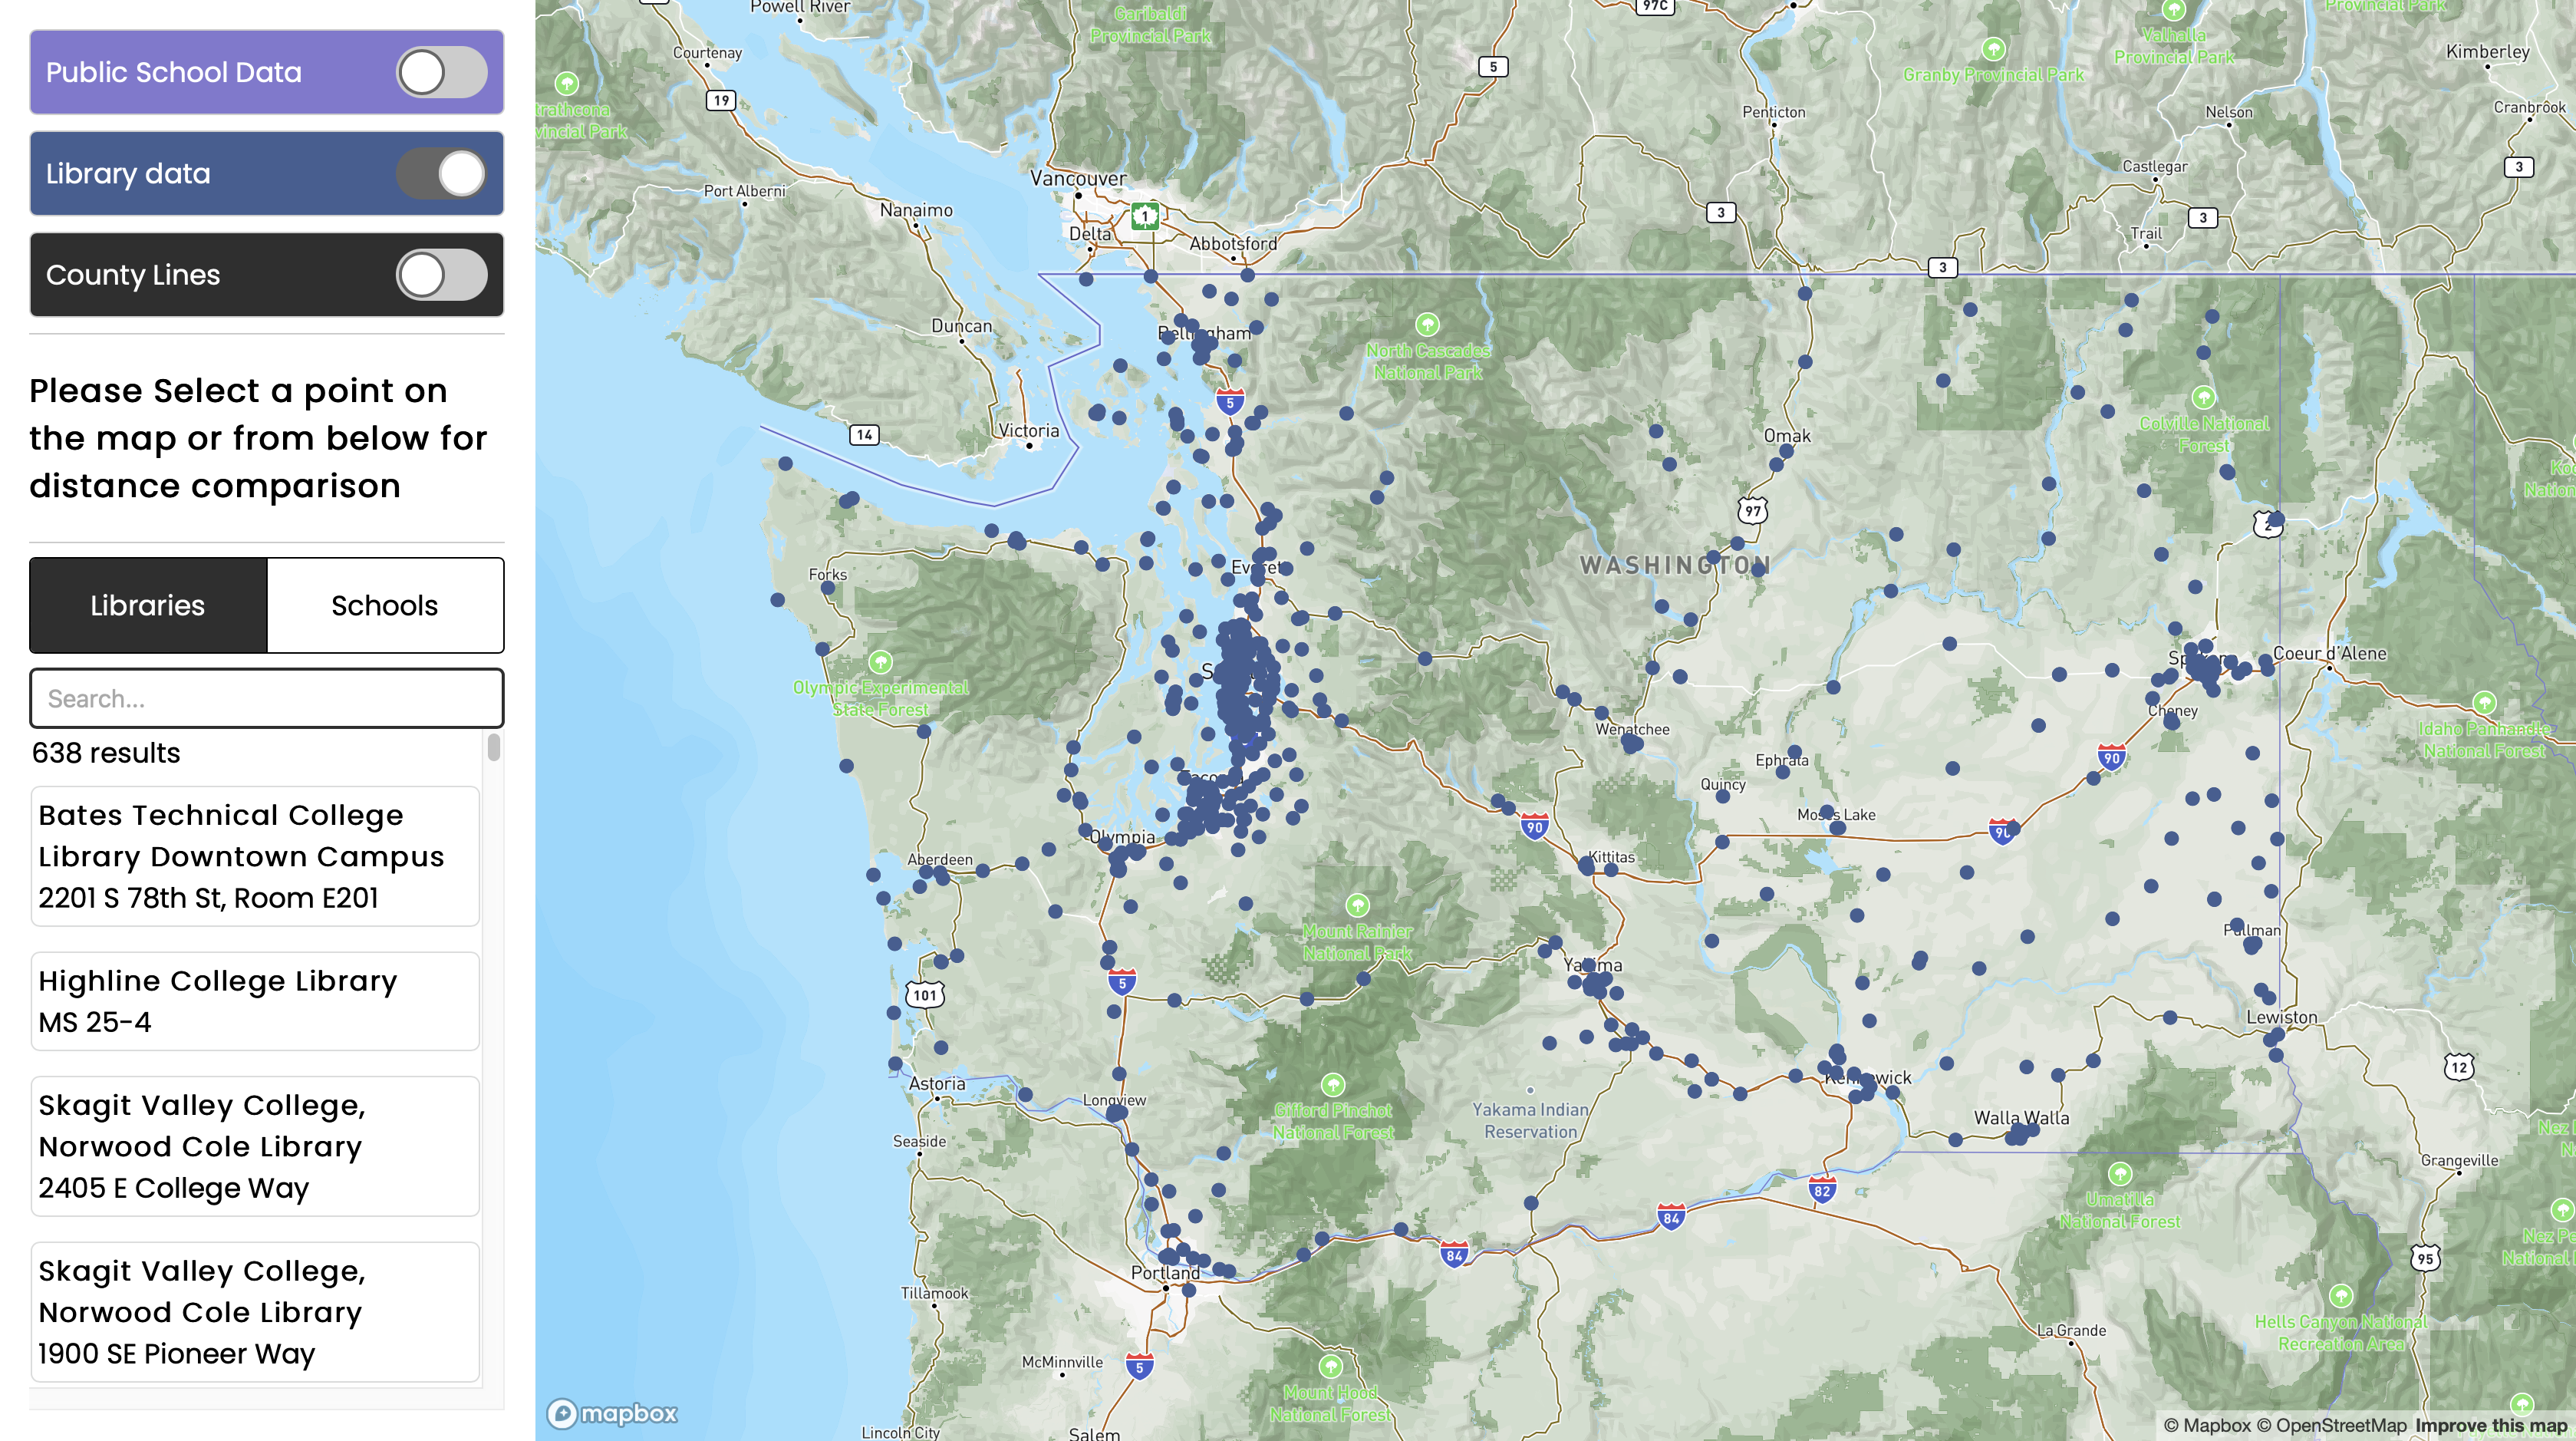 Public School Data
Library data
County Lines
Please Select a point on
the map or from below for
distance comparison
Libraries
Schools
Search...
638 results
Bates Technical College
Library Downtown Campus
2201 S 78th St, Room E201
Highline College Library
MS 25-4
Skagit Valley College,
Norwood Cole Library
2405 E College Way
Skagit Valley College,
Norwood Cole Library
1900 SE Pioneer Way
Powell River
Garibaldi
Provincial Park
97C
Provincial Park
Valhalla
Provincial Park
Granby Provincial Park
Kimberley
Courtenay
5
19
Penticton
Nelson
Cranbrook
Castlegar
3
Vancouver
Port Alberni
Nanaimo
1
3
3
Delta
Abbotsford
Trail
3
Duncan
Bellingham
North Cascades
National Park
5
Colville National
Forest
14
Victoria
Omak
97
2
WASHINGTON
Forks
Everett
Olympic Experimental
State Forest
Coeur d'Alene
Cheney
Idaho Panhandle
National Forest
Wenatchee
90
Ephrata
Quincy
Tacoma
Moses Lake
90
90
Olympia
Aberdeen
Kittitas
Mount Rainier
National Park
Pullman
Yakima
5
101
Lewiston
12
Astoria
Kennewick
Longview
Gifford Pinchot
National Forest
Yakama Indian
Reservation
Walla Walla
Seaside
Grangeville
82
Umatilla
National Forest
84
84
95
Portland
Tillamook
Hells Canyon National
Recreation Area
La Grande
McMinnville
5
Mount Hood
National Forest
mapbox
Lincoln City
Salem
© Mapbox © OpenStreetMap Improve this map